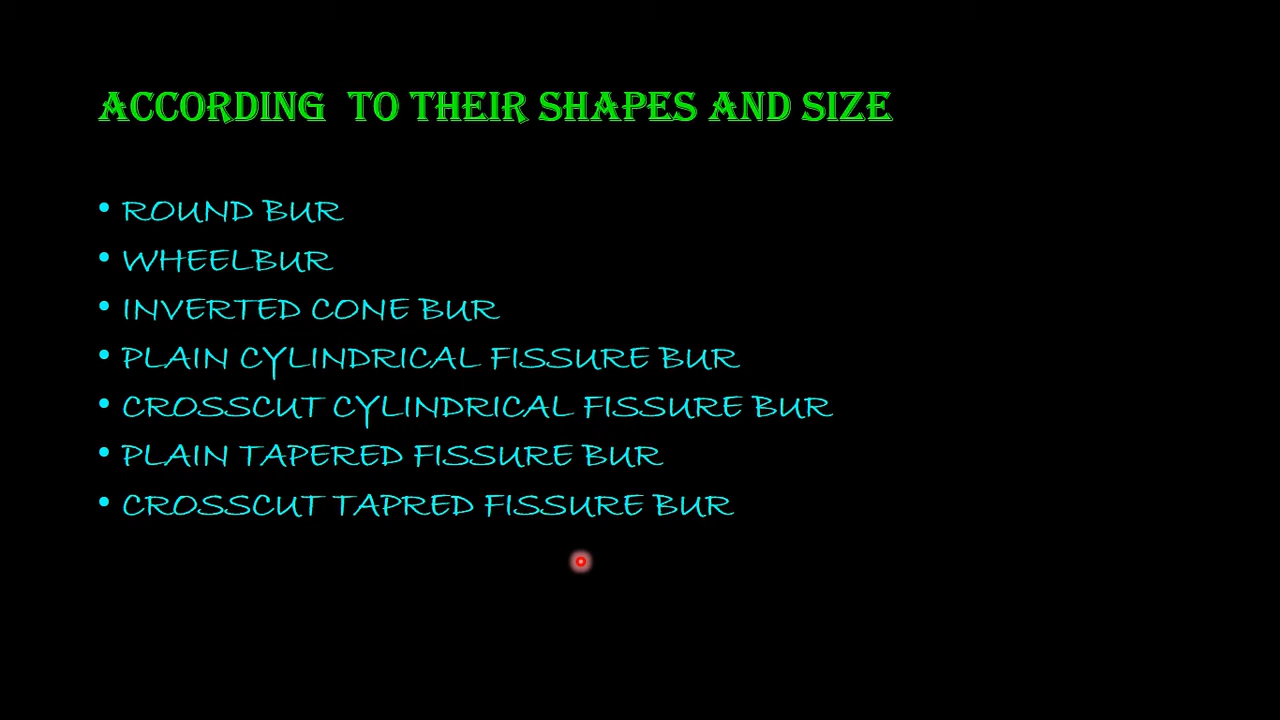 ACCORDING TO THEIR SHAPES AND SIZE
• ROUND BUR
• WHEELBUR
• INVERTED CONE BUR
• PLAIN CYLINDRICAL FISSURE BUR
• CROSSCUT CYLINDRICAL FISSURE BUR
• PLAIN TAPERED FISSURE BUR
• CROSSCUT TAPRED FISSURE BUR